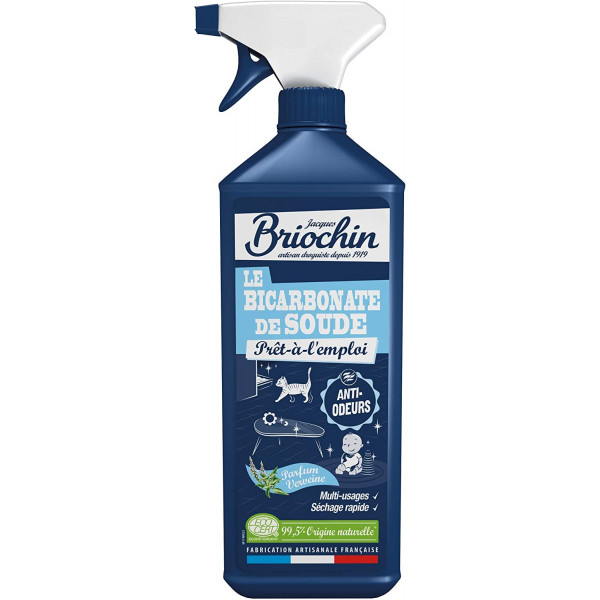 Jacques
Briochin
artisan droguiste depuis 1919
LE
BICARBONATE
DE SOUDE
Prêt-à-l'emploi
ANTI-
ODEURS
Parfum
Verveine
Multi-usages ✓
Séchage rapide ✓
ECO
CERT
99,5% Origine naturelle*
FABRICATION ARTISANALE FRANÇAISE